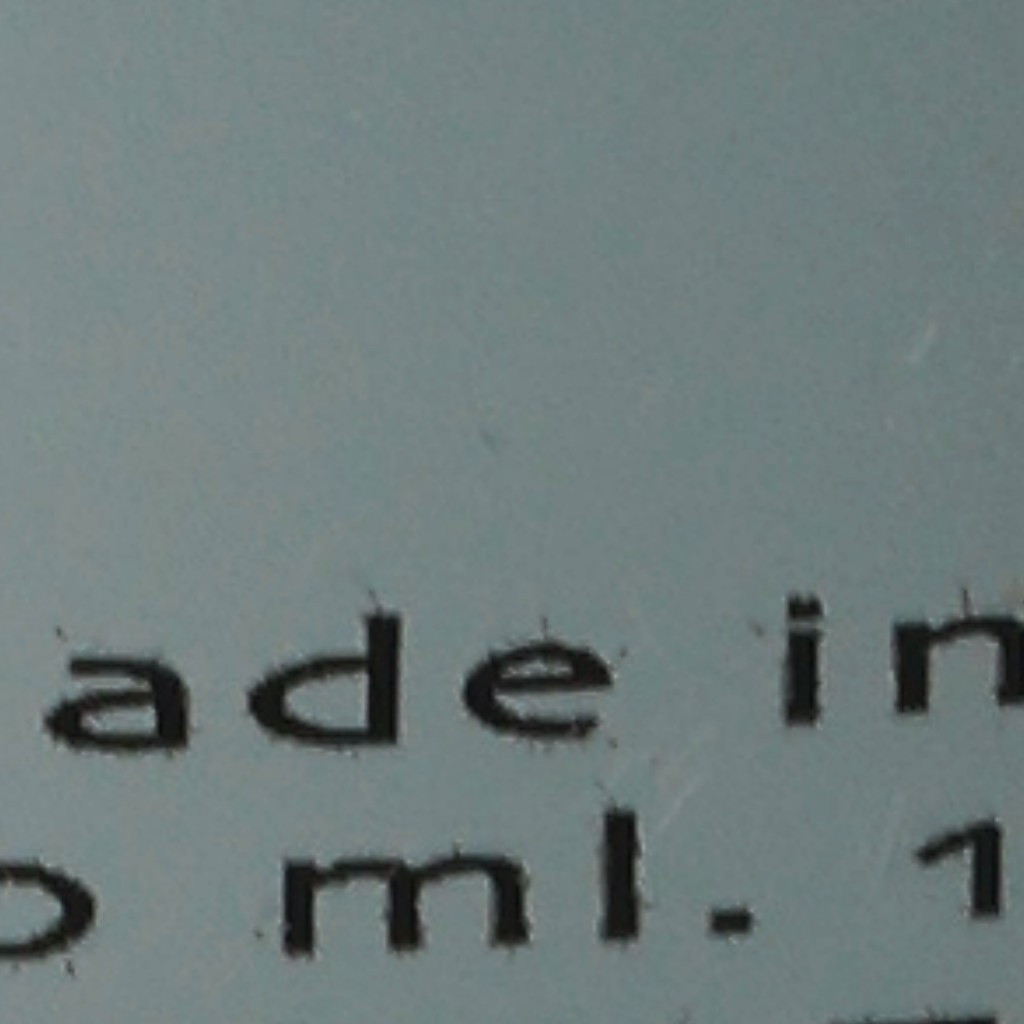 ade in
ml. 1